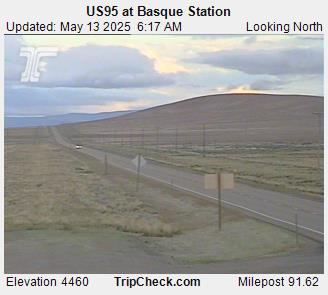 US95 at Basque Station
Updated: May 13 2025 6:17 AM Looking North
Elevation 4460 TripCheck.com Milepost 91.62